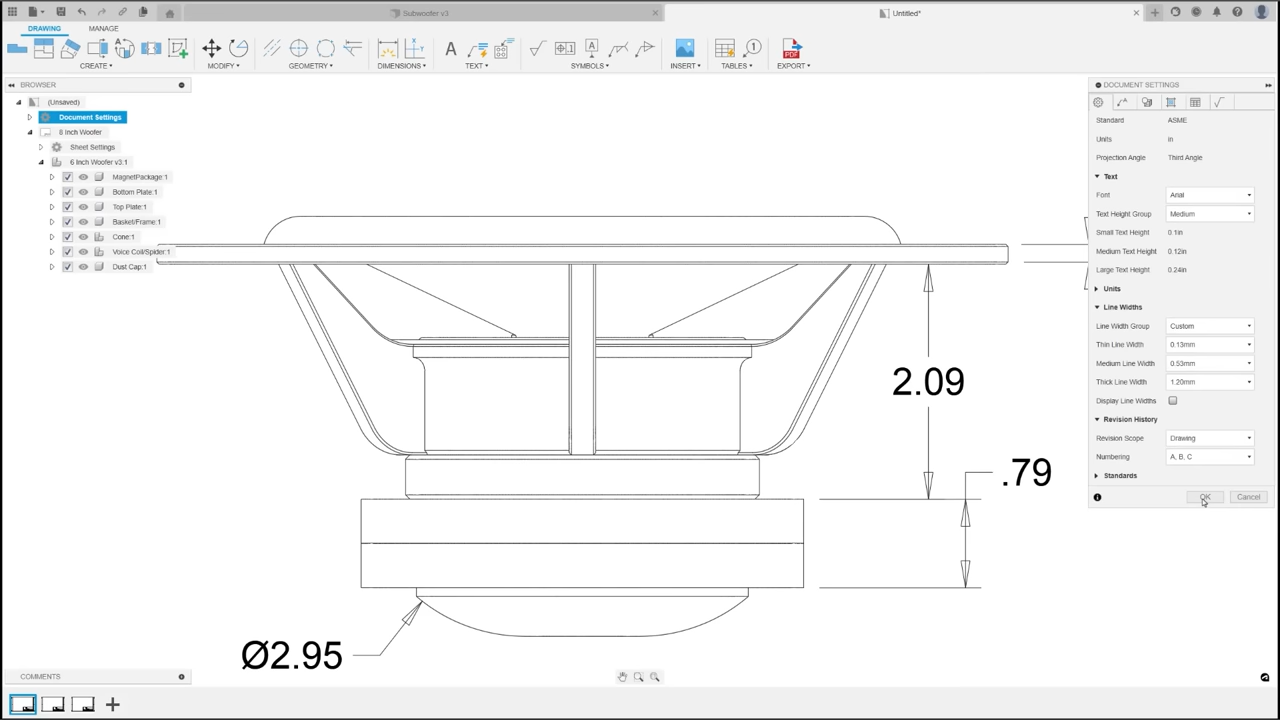 Subwoofer v3
Untitled*
DRAWING
MANAGE
CREATE
MODIFY
GEOMETRY
DIMENSIONS
TEXT
SYMBOLS
INSERT
TABLES
EXPORT
PDF
BROWSER
(Unsaved)
Document Settings
8 Inch Woofer
Sheet Settings
6 Inch Woofer v3:1
MagnetPackage:1
Bottom Plate:1
Top Plate:1
Basket/Frame:1
Cone:1
Voice Coil/Spider:1
Dust Cap:1
2.09
.79
Ø2.95
DOCUMENT SETTINGS
Standard ASME
Units in
Projection Angle Third Angle
Text
Font Arial
Text Height Group Medium
Small Text Height 0.1in
Medium Text Height 0.12in
Large Text Height 0.24in
Units
Line Widths
Line Width Group Custom
Thin Line Width 0.13mm
Medium Line Width 0.53mm
Thick Line Width 1.20mm
Display Line Widths
Revision History
Revision Scope Drawing
Numbering A, B, C
Standards
OK Cancel
COMMENTS